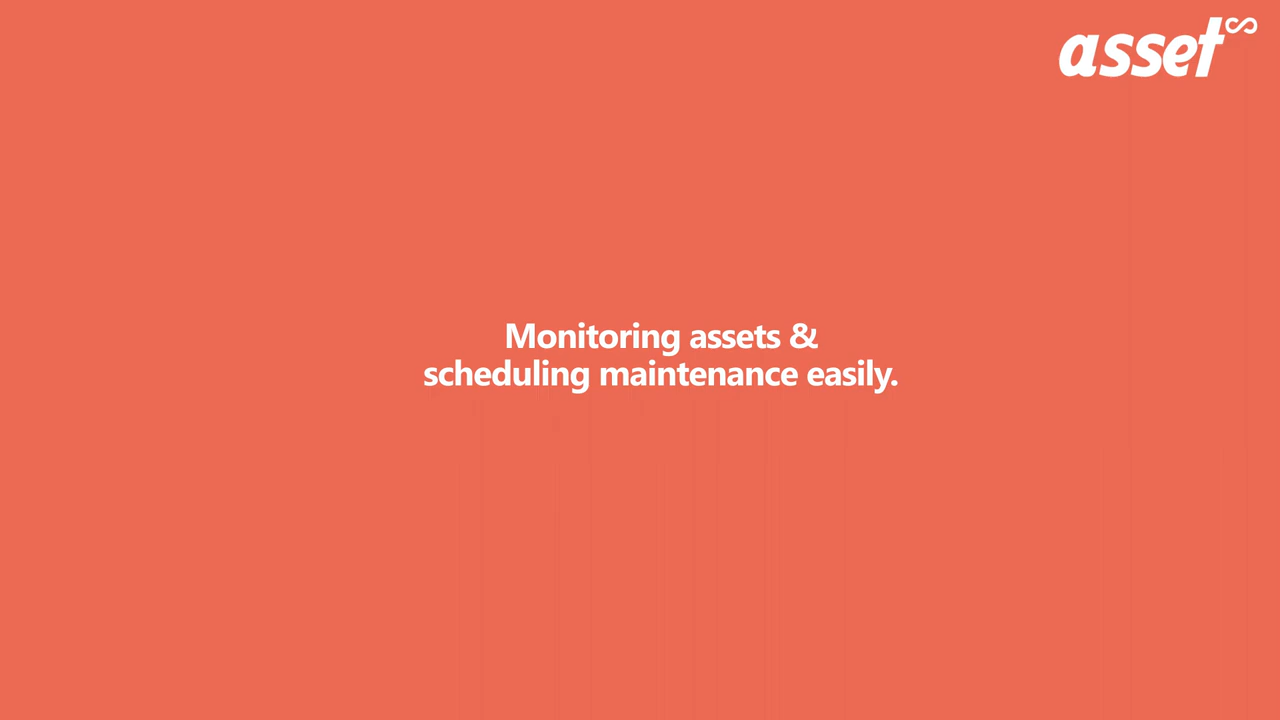 asset∞
Monitoring assets &
scheduling maintenance easily.